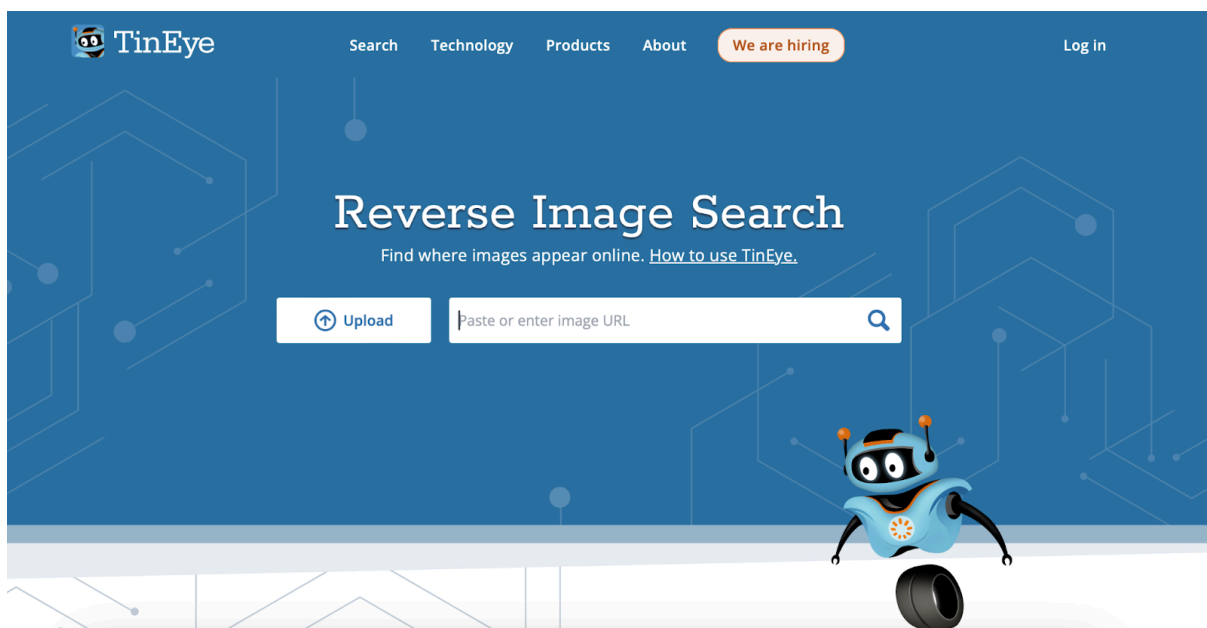 TinEye
Search Technology Products About We are hiring Log in
Reverse Image Search
Find where images appear online. How to use TinEye.
Upload Paste or enter image URL